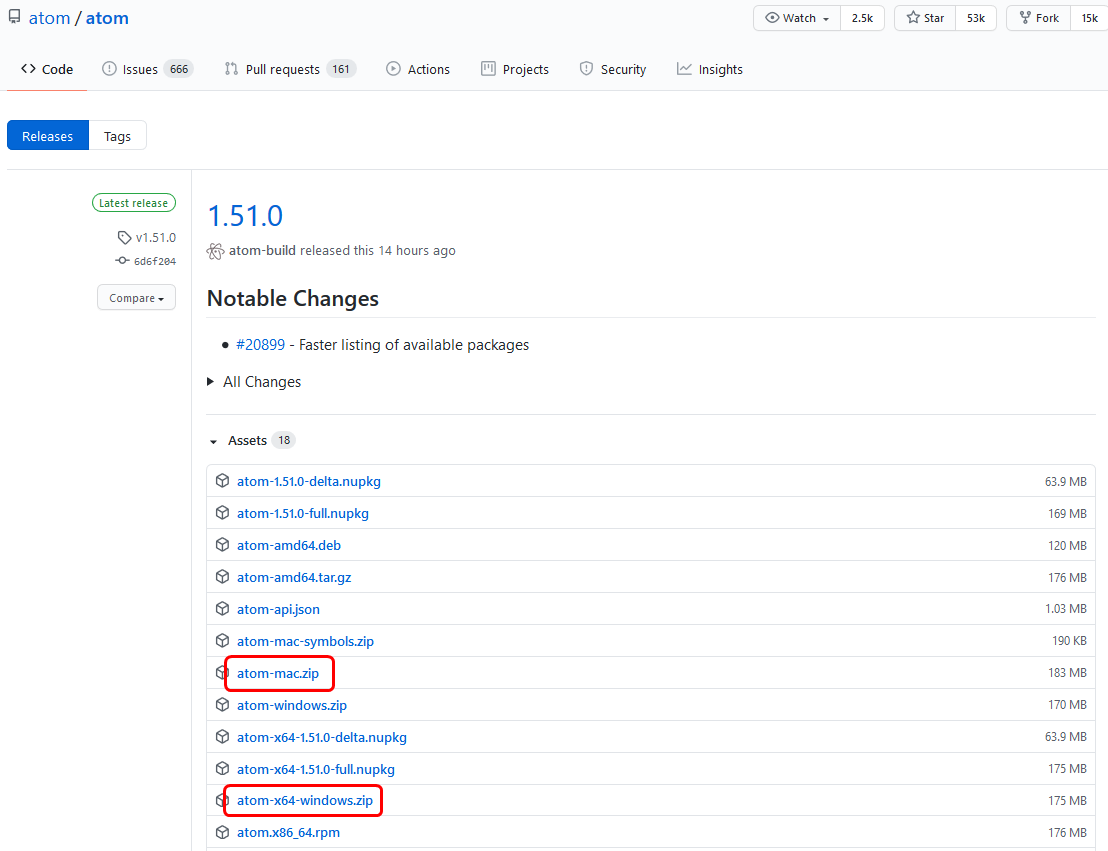 atom / atom Watch 2.5k Star 53k Fork 15k
Code Issues 666 Pull requests 161 Actions Projects Security Insights
Releases Tags
Latest release
v1.51.0
6d6f204
Compare
1.51.0
atom-build released this 14 hours ago
Notable Changes
#20899 - Faster listing of available packages
All Changes
Assets 18
atom-1.51.0-delta.nupkg 63.9 MB
atom-1.51.0-full.nupkg 169 MB
atom-amd64.deb 120 MB
atom-amd64.tar.gz 176 MB
atom-api.json 1.03 MB
atom-mac-symbols.zip 190 KB
atom-mac.zip 183 MB
atom-windows.zip 170 MB
atom-x64-1.51.0-delta.nupkg 63.9 MB
atom-x64-1.51.0-full.nupkg 175 MB
atom-x64-windows.zip 175 MB
atom.x86_64.rpm 176 MB